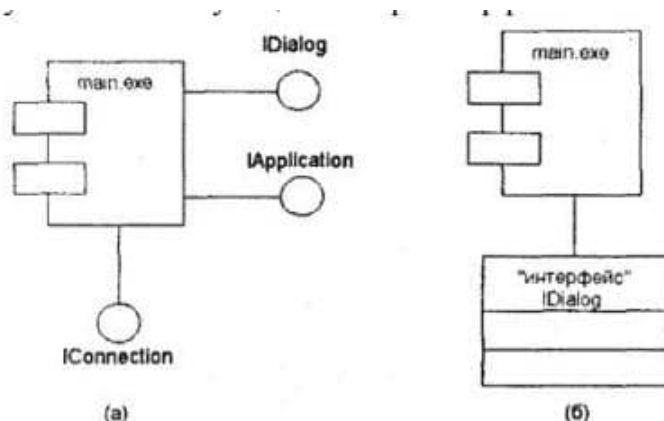 IDialog
main.exe
IApplication
IConnection
(а)
main.exe
"интерфейс"
IDialog
(б)